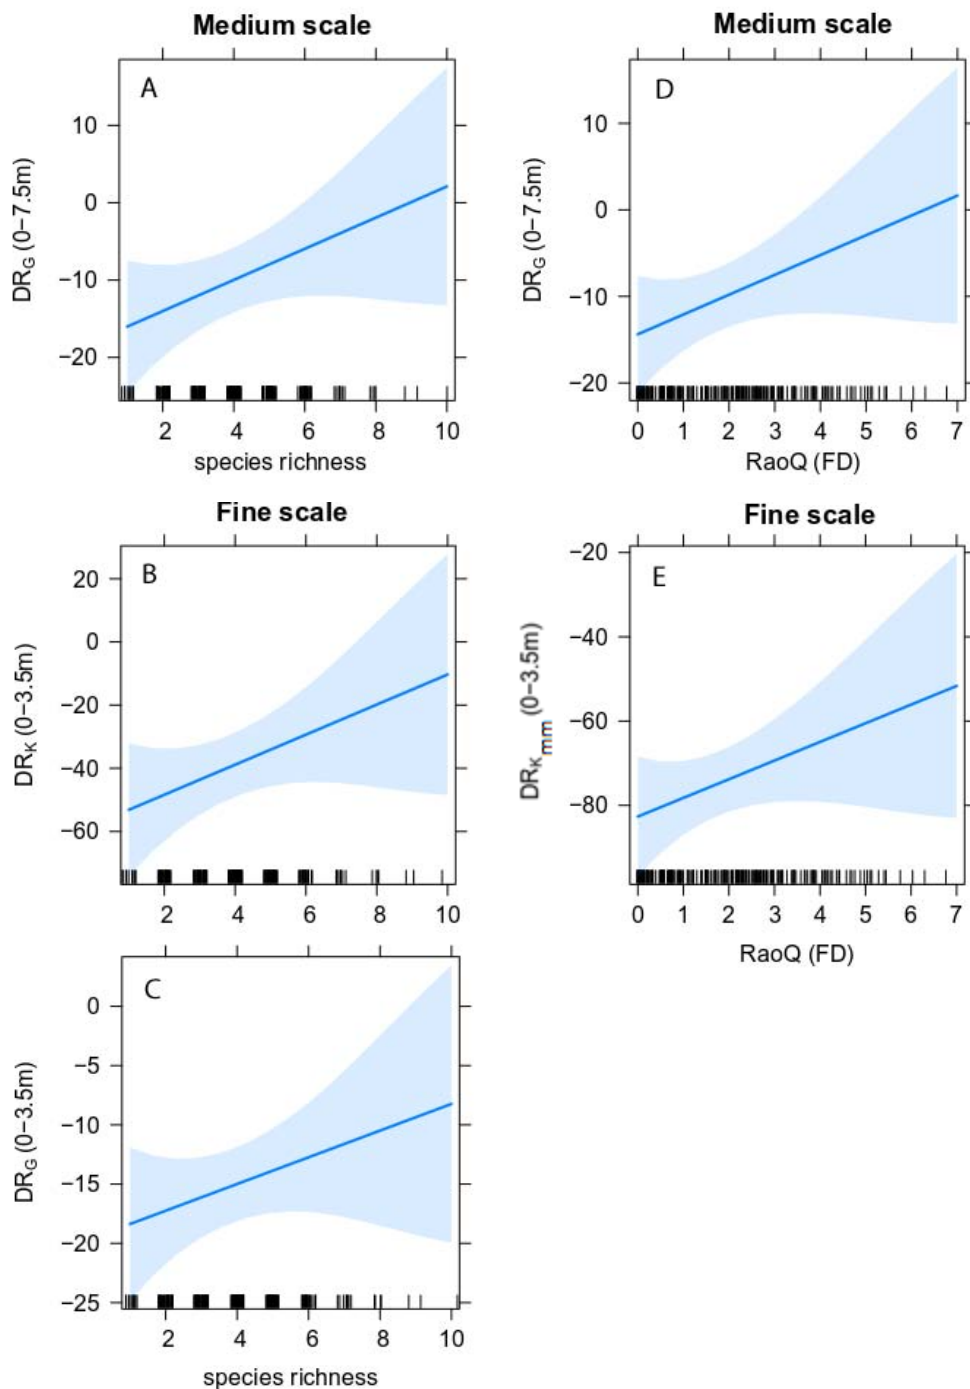 Medium scale
A
DR_G (0−7.5m)
10
0
−10
−20
2 4 6 8 10
species richness
Medium scale
D
DR_G (0−7.5m)
10
0
−10
−20
0 1 2 3 4 5 6 7
RaoQ (FD)
Fine scale
B
DR_K (0−3.5m)
20
0
−20
−40
−60
2 4 6 8 10
Fine scale
E
DR_K mm (0−3.5m)
−20
−40
−60
−80
0 1 2 3 4 5 6 7
RaoQ (FD)
C
DR_G (0−3.5m)
0
−5
−10
−15
−20
−25
2 4 6 8 10
species richness